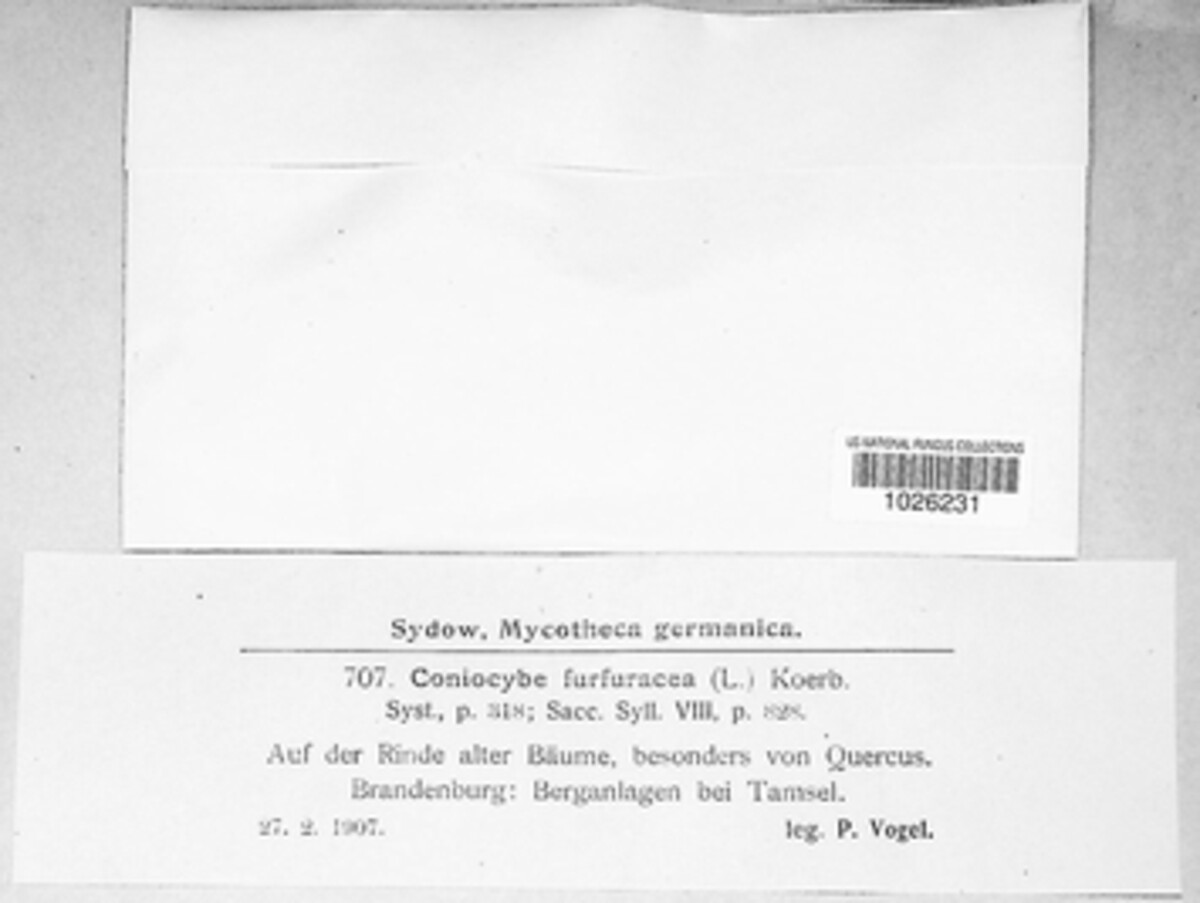 US NATIONAL FUNGUS COLLECTIONS
1026231
Sydow, Mycotheca germanica.
707. Coniocybe furfuracea (L.) Koerb.
Syst., p. 318; Sacc. Syll. VIII, p. 828.
Auf der Rinde alter Bäume, besonders von Quercus.
Brandenburg: Berganlagen bei Tamsel.
27. 2. 1907. leg. P. Vogel.